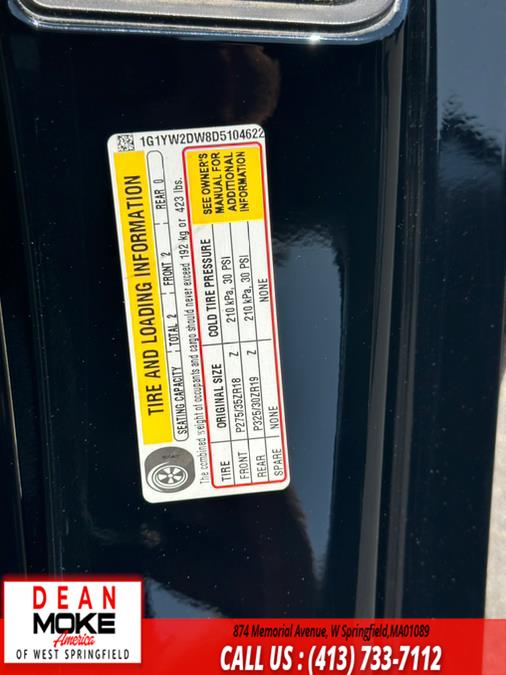 1G1YW2DW8D5104622
TIRE AND LOADING INFORMATION
SEATING CAPACITY TOTAL 2 FRONT 2 REAR 0
The combined weight of occupants and cargo should never exceed 192 kg or 423 lbs.
TIRE ORIGINAL SIZE COLD TIRE PRESSURE
FRONT P275/35ZR18 Z 210 kPa, 30 PSI
REAR P325/30ZR19 Z 210 kPa, 30 PSI
SPARE NONE NONE
SEE OWNER'S
MANUAL FOR
ADDITIONAL
INFORMATION
DEAN
MOKE
America
OF WEST SPRINGFIELD
874 Memorial Avenue, W Springfield,MA01089
CALL US : (413) 733-7112